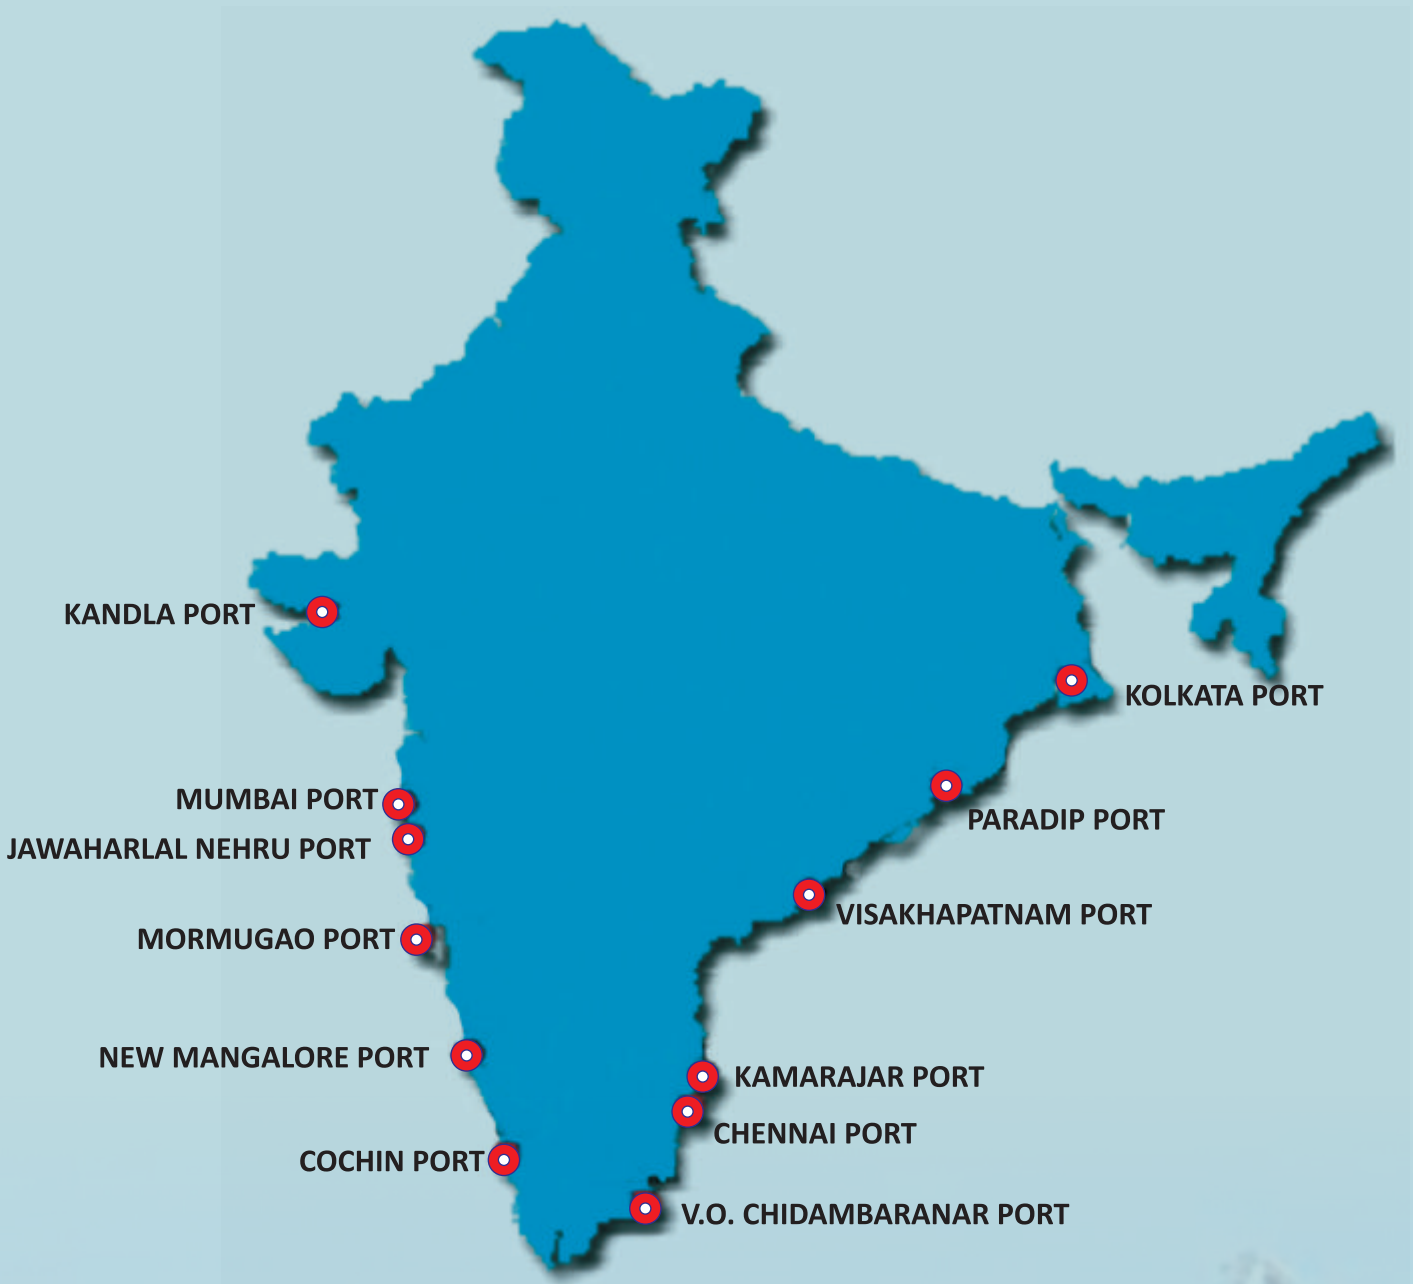 KANDLA PORT
KOLKATA PORT
MUMBAI PORT
PARADIP PORT
JAWAHARLAL NEHRU PORT
VISAKHAPATNAM PORT
MORMUGAO PORT
NEW MANGALORE PORT
KAMARAJAR PORT
CHENNAI PORT
COCHIN PORT
V.O. CHIDAMBARANAR PORT